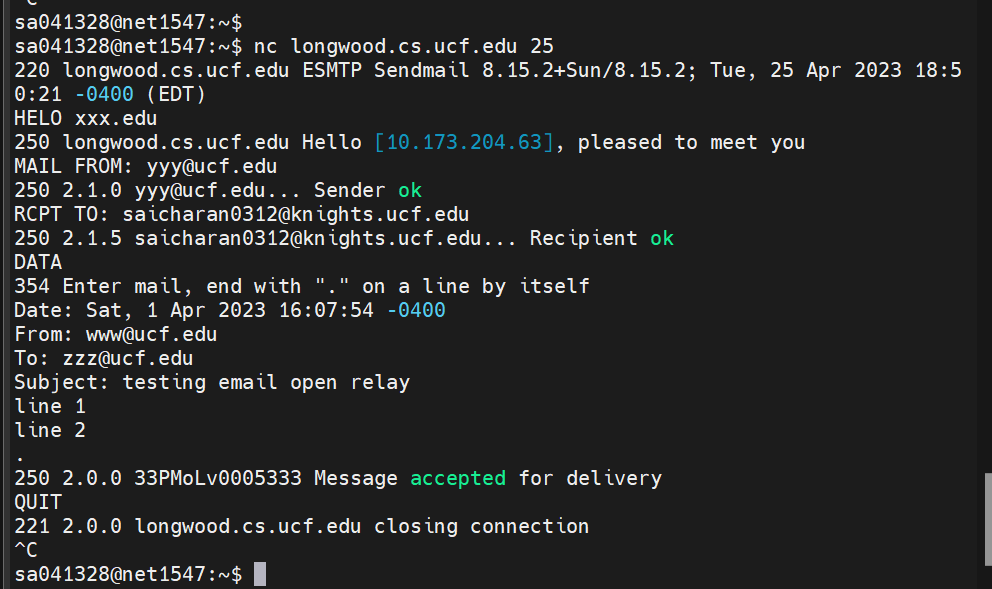 ^C
sa041328@net1547:~$
sa041328@net1547:~$ nc longwood.cs.ucf.edu 25
220 longwood.cs.ucf.edu ESMTP Sendmail 8.15.2+Sun/8.15.2; Tue, 25 Apr 2023 18:5
0:21 -0400 (EDT)
HELO xxx.edu
250 longwood.cs.ucf.edu Hello [10.173.204.63], pleased to meet you
MAIL FROM: yyy@ucf.edu
250 2.1.0 yyy@ucf.edu... Sender ok
RCPT TO: saicharan0312@knights.ucf.edu
250 2.1.5 saicharan0312@knights.ucf.edu... Recipient ok
DATA
354 Enter mail, end with "." on a line by itself
Date: Sat, 1 Apr 2023 16:07:54 -0400
From: www@ucf.edu
To: zzz@ucf.edu
Subject: testing email open relay
line 1
line 2
.
250 2.0.0 33PMoLv0005333 Message accepted for delivery
QUIT
221 2.0.0 longwood.cs.ucf.edu closing connection
^C
sa041328@net1547:~$